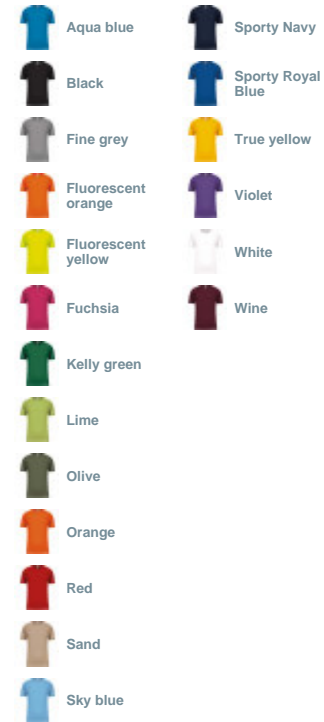 Aqua blue
Black
Fine grey
Fluorescent
orange
Fluorescent
yellow
Fuchsia
Kelly green
Lime
Olive
Orange
Red
Sand
Sky blue
Sporty Navy
Sporty Royal
Blue
True yellow
Violet
White
Wine